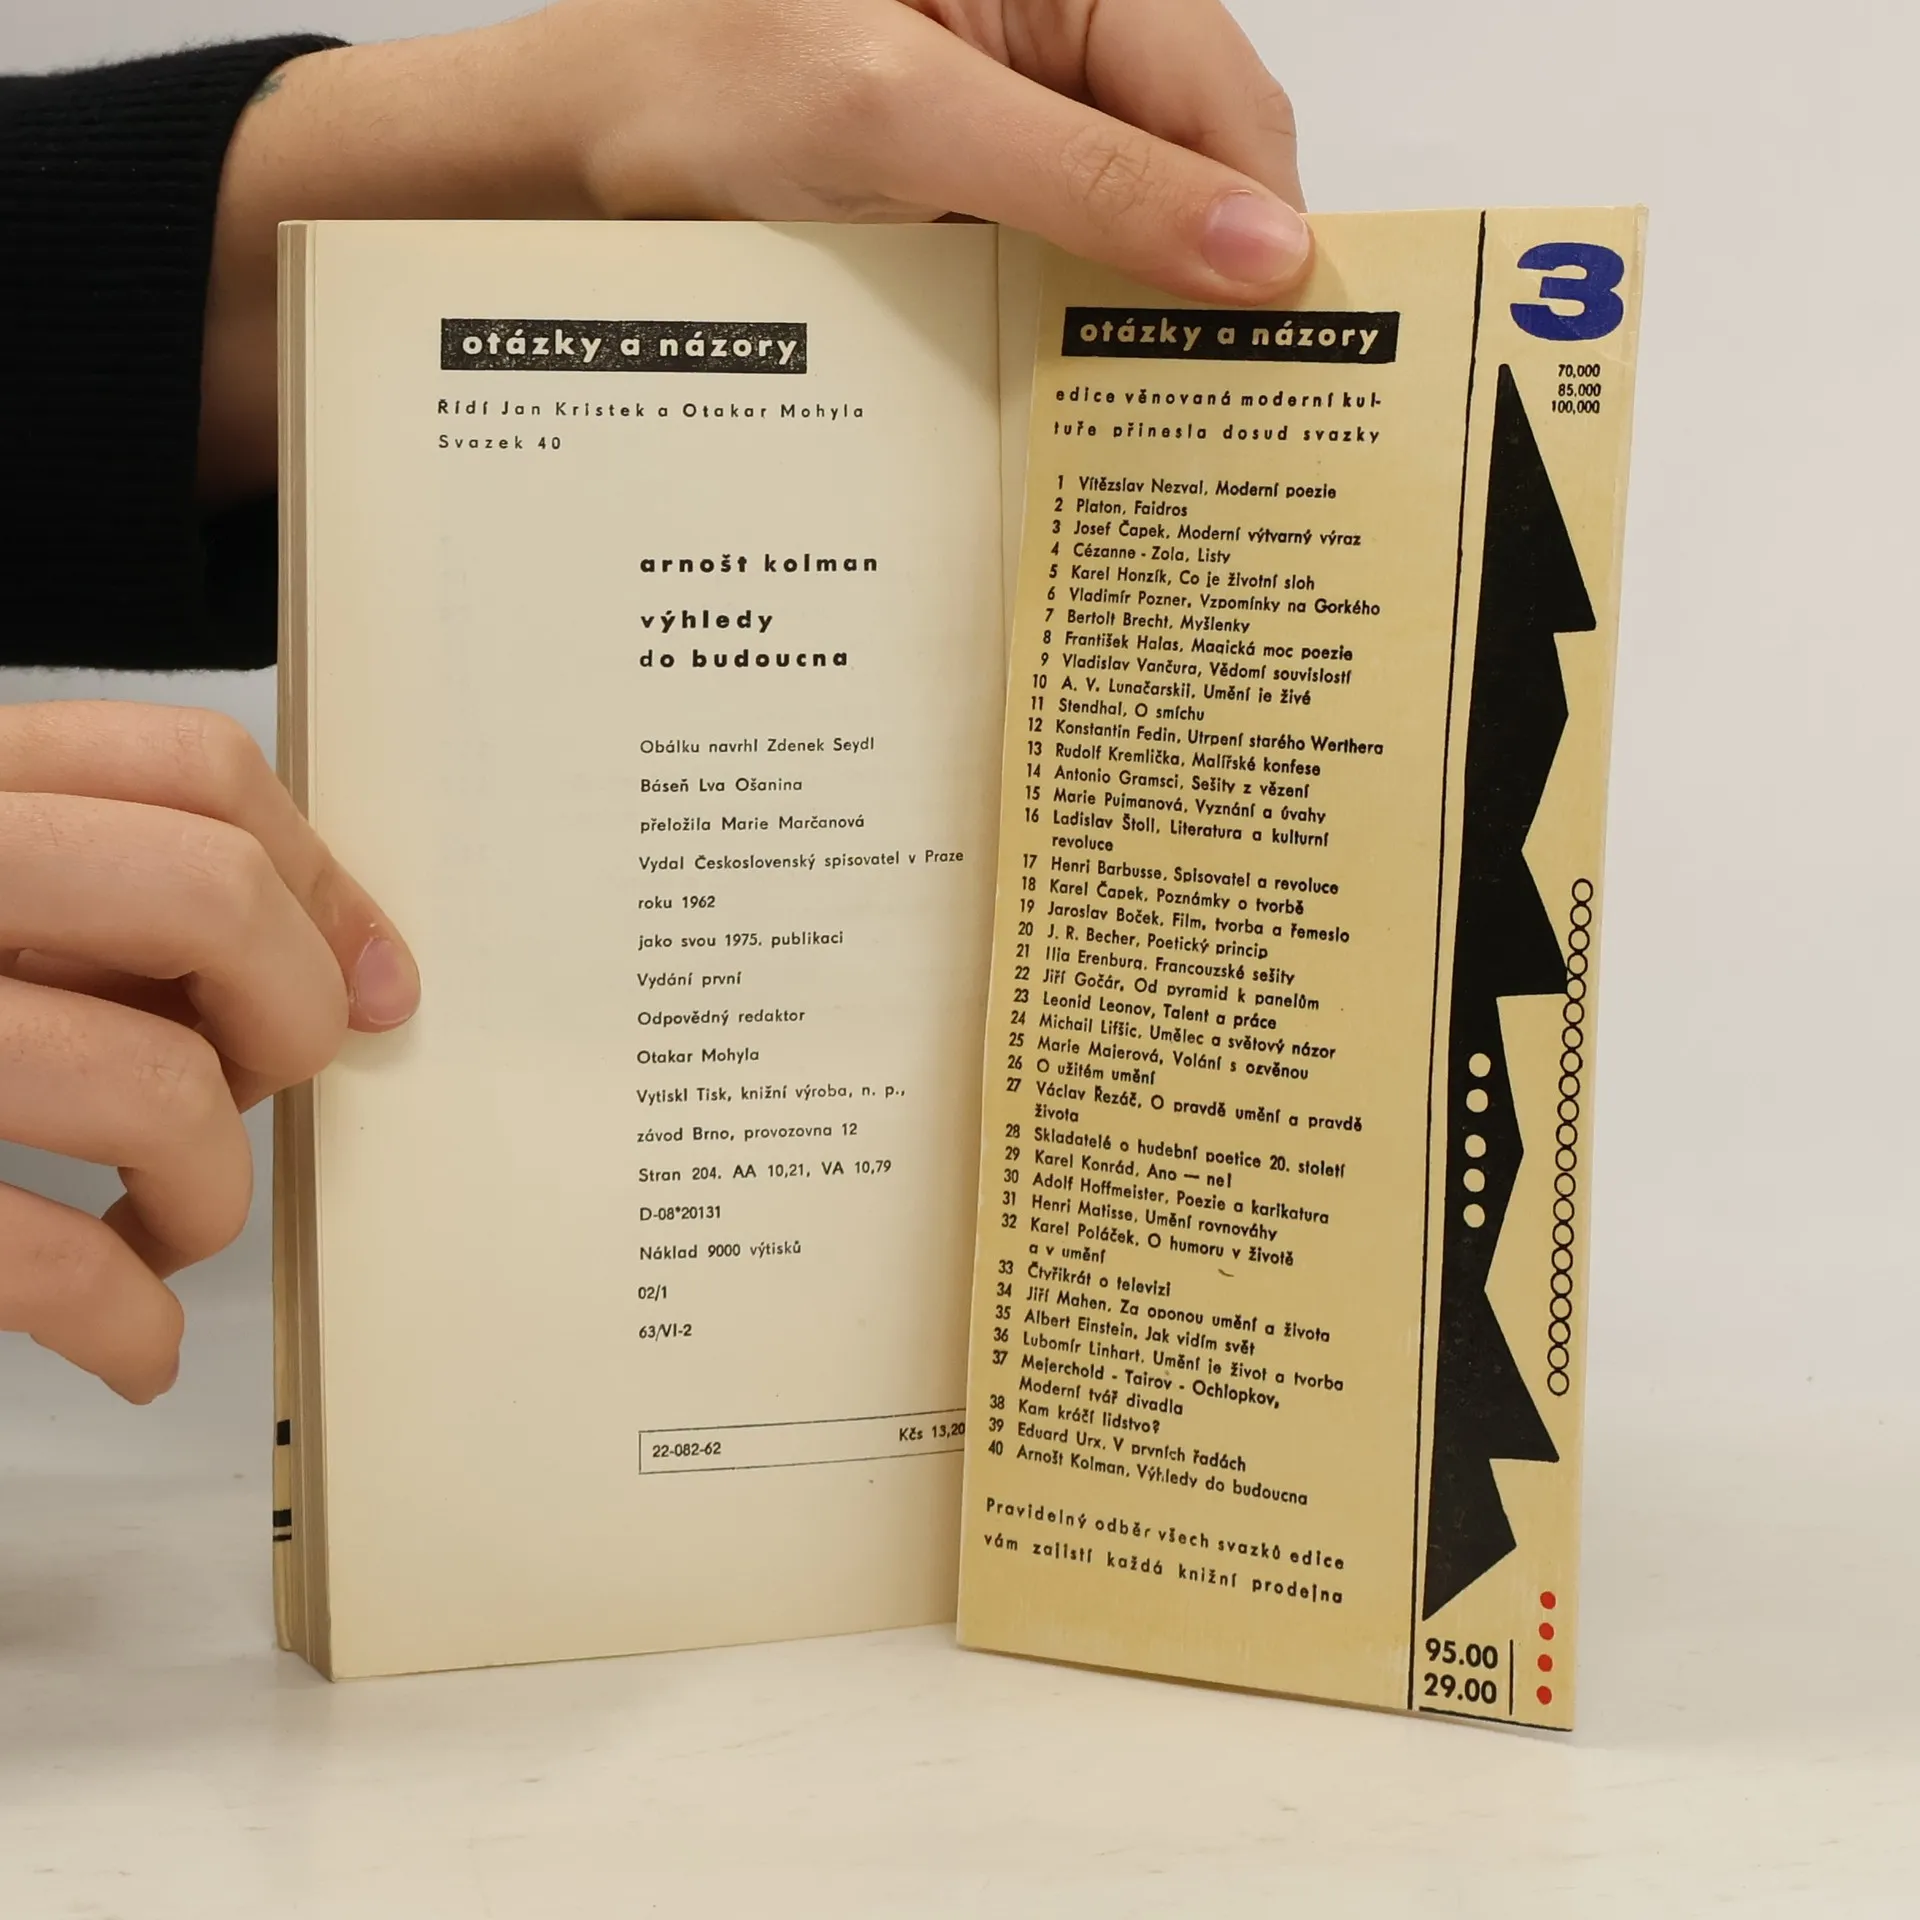 otázky a názory
Řídí Jan Kristek a Otakar Mohyla
Svazek 40
arnošt kolman
výhledy
do budoucna
Obálku navrhl Zdenek Seydl
Báseň Lva Ošanina
přeložila Marie Marčanová
Vydal Československý spisovatel v Praze
roku 1962
jako svou 1975. publikaci
Vydání první
Odpovědný redaktor
Otakar Mohyla
Vytiskl Tisk, knižní výroba, n. p.,
závod Brno, provozovna 12
Stran 204. AA 10,21, VA 10,79
D-08*20131
Náklad 9000 výtisků
02/1
63/VI-2
22-082-62 Kčs 13,20
otázky a názory
edice věnovaná moderní kul-
tuře přinesla dosud svazky
1 Vítězslav Nezval, Moderní poezie
2 Platon, Faidros
3 Josef Čapek, Moderní výtvarný výraz
4 Cézanne - Zola, Listy
5 Karel Honzík, Co je životní sloh
6 Vladimír Pozner, Vzpomínky na Gorkého
7 Bertolt Brecht, Myšlenky
8 František Halas, Magická moc poezie
9 Vladislav Vančura, Vědomí souvislostí
10 A. V. Lunačarskij, Umění je živé
11 Stendhal, O smíchu
12 Konstantin Fedin, Utrpení starého Werthera
13 Rudolf Kremlička, Malířské konfese
14 Antonio Gramsci, Sešity z vězení
15 Marie Pujmanová, Vyznání a úvahy
16 Ladislav Štoll, Literatura a kulturní
revoluce
17 Henri Barbusse, Spisovatel a revoluce
18 Karel Čapek, Poznámky o tvorbě
19 Jaroslav Boček, Film, tvorba a řemeslo
20 J. R. Becher, Poetický princip
21 Ilja Erenburg, Francouzské sešity
22 Jiří Gočár, Od pyramid k panelům
23 Leonid Leonov, Talent a práce
24 Michail Lifšic, Umělec a světový názor
25 Marie Majerová, Volání s ozvěnou
26 O užitém umění
27 Václav Řezáč, O pravdě umění a pravdě
života
28 Skladatelé o hudební poetice 20. století
29 Karel Konrád, Ano — ne!
30 Adolf Hoffmeister, Poezie a karikatura
31 Henri Matisse, Umění rovnováhy
32 Karel Poláček, O humoru v životě
a v umění
33 Čtyřikrát o televizi
34 Jiří Mahen, Za oponou umění a života
35 Albert Einstein, Jak vidím svět
36 Lubomír Linhart, Umění je život a tvorba
37 Mejerchold - Tairov - Ochlopkov,
Moderní tvář divadla
38 Kam kráčí lidstvo?
39 Eduard Urx, V prvních řadách
40 Arnošt Kolman, Výhledy do budoucna
Pravidelný odběr všech svazků edice
vám zajistí každá knižní prodejna
3
70,000
85,000
100,000
95.00
29.00